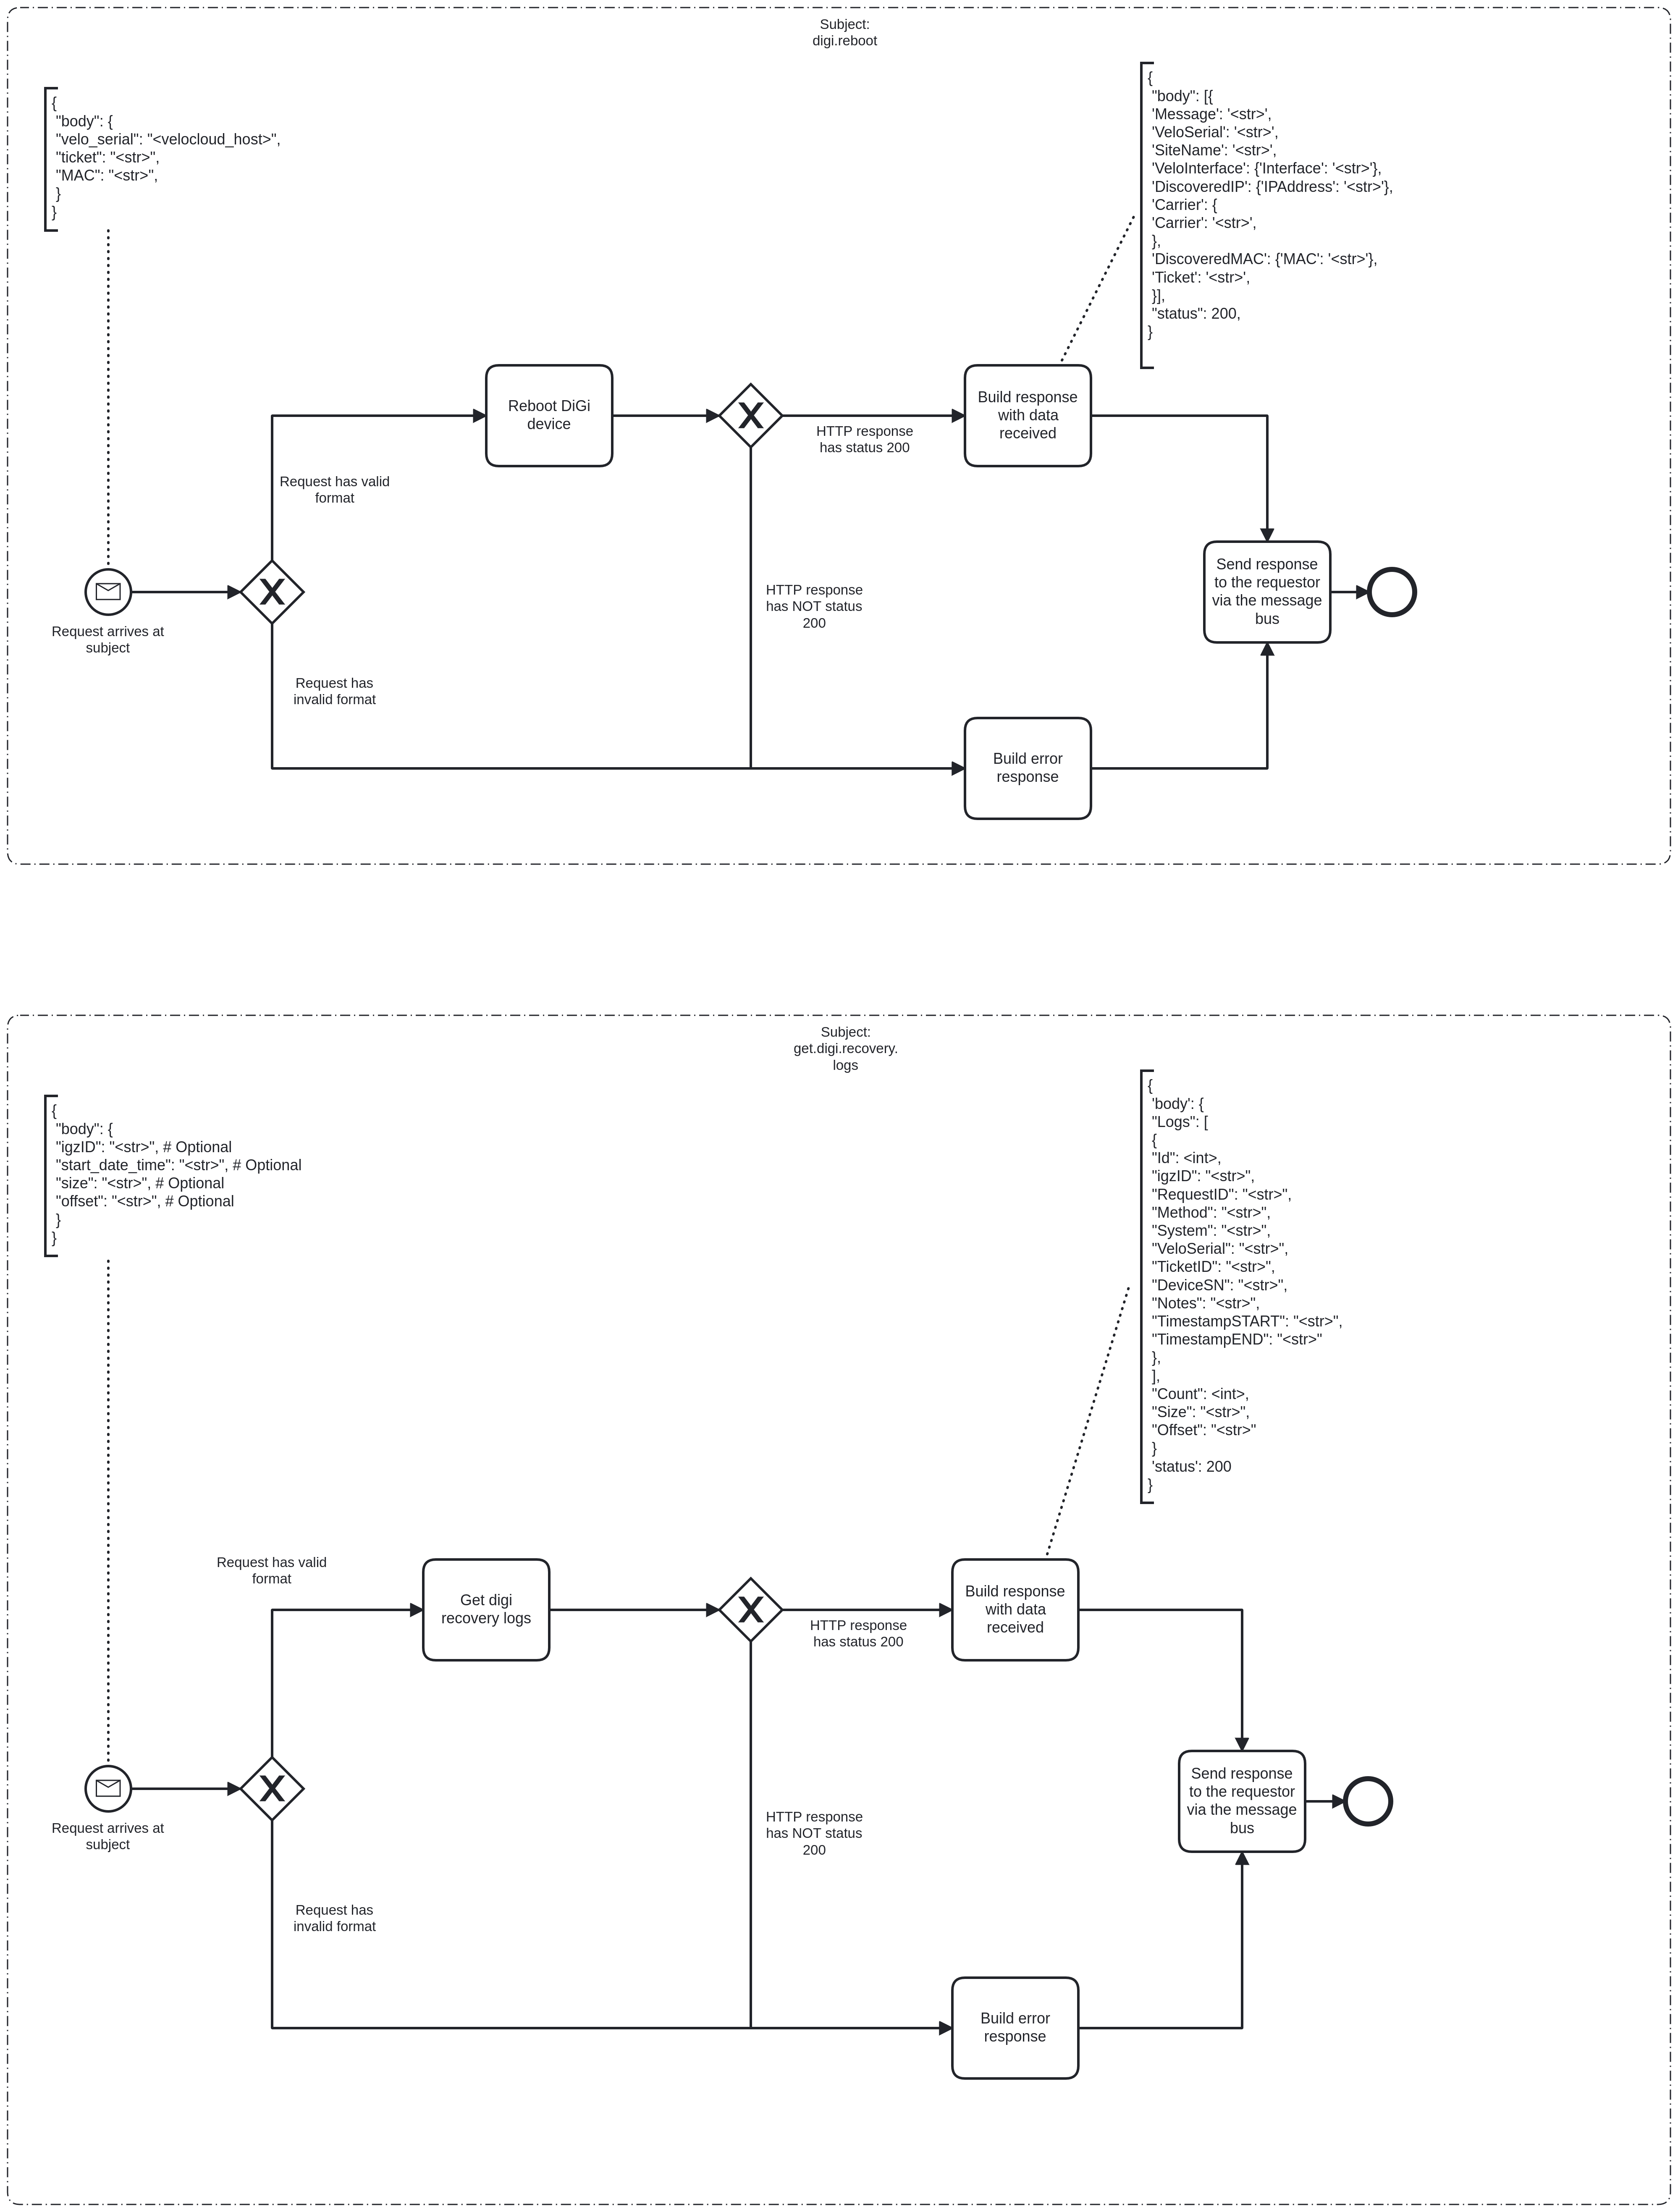 Subject:
digi.reboot
{
"body": {
"velo_serial": "<velocloud_host>",
"ticket": "<str>",
"MAC": "<str>",
}
}
{
"body": [{
'Message': '<str>',
'VeloSerial': '<str>',
'SiteName': '<str>',
'VeloInterface': {'Interface': '<str>'},
'DiscoveredIP': {'IPAddress': '<str>'},
'Carrier': {
'Carrier': '<str>',
},
'DiscoveredMAC': {'MAC': '<str>'},
'Ticket': '<str>',
}],
"status": 200,
}
Reboot DiGi
device
HTTP response
has status 200
Build response
with data
received
Request has valid
format
Request arrives at
subject
HTTP response
has NOT status
200
Send response
to the requestor
via the message
bus
Request has
invalid format
Build error
response
Subject:
get.digi.recovery.
logs
{
"body": {
"igzID": "<str>", # Optional
"start_date_time": "<str>", # Optional
"size": "<str>", # Optional
"offset": "<str>", # Optional
}
}
{
'body': {
"Logs": [
{
"Id": <int>,
"igzID": "<str>",
"RequestID": "<str>",
"Method": "<str>",
"System": "<str>",
"VeloSerial": "<str>",
"TicketID": "<str>",
"DeviceSN": "<str>",
"Notes": "<str>",
"TimestampSTART": "<str>",
"TimestampEND": "<str>"
},
],
"Count": <int>,
"Size": "<str>",
"Offset": "<str>"
}
'status': 200
}
Request has valid
format
Get digi
recovery logs
HTTP response
has status 200
Build response
with data
received
Request arrives at
subject
HTTP response
has NOT status
200
Send response
to the requestor
via the message
bus
Request has
invalid format
Build error
response